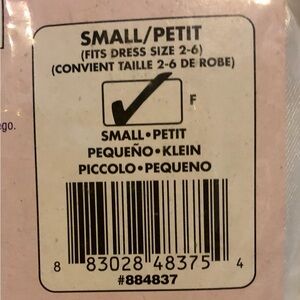 SMALL/PETIT
(FITS DRESS SIZE 2-6)
(CONVIENT TAILLE 2-6 DE ROBE)
F
SMALL•PETIT
PEQUEÑO•KLEIN
PICCOLO•PEQUENO
8 83028 48375 4
#884837
ego.